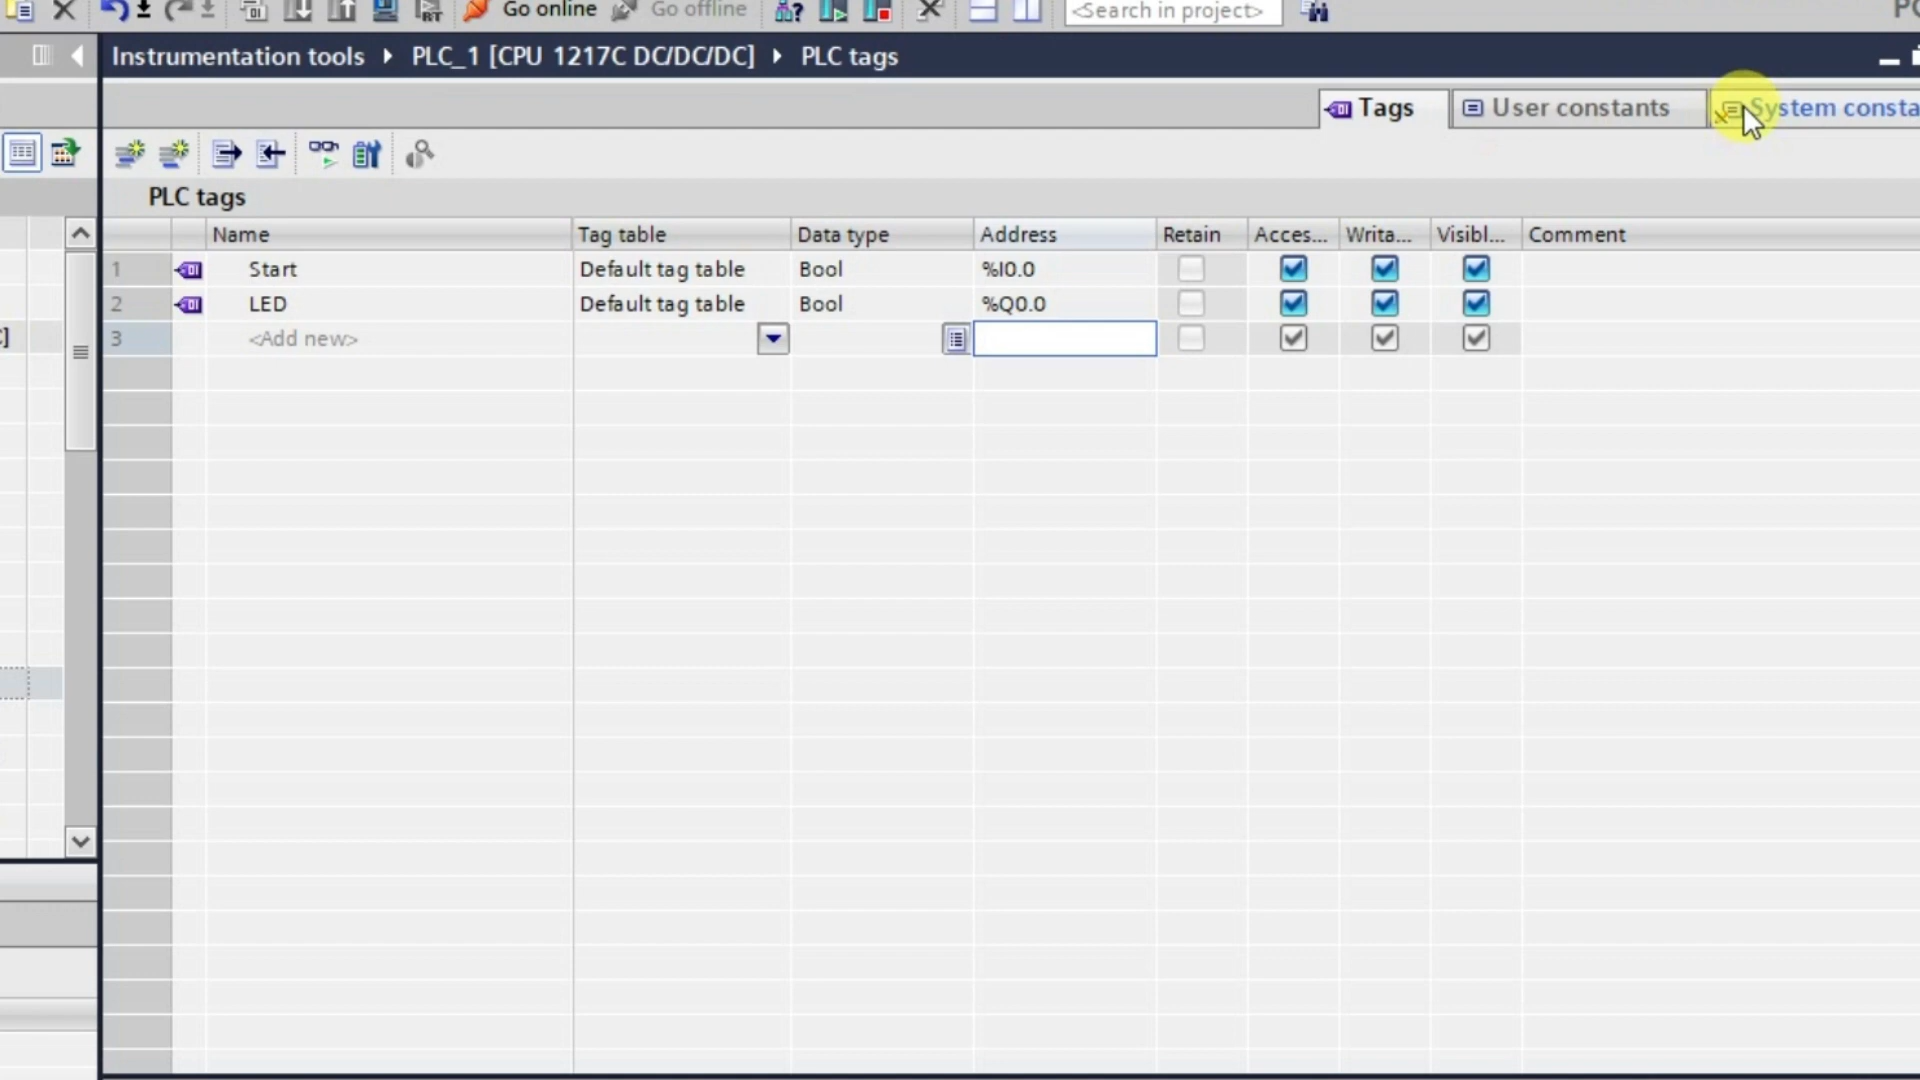 Go online Go offline <Search in project>
Instrumentation tools PLC_1 [CPU 1217C DC/DC/DC] PLC tags
Tags User constants System consta
PLC tags
Name Tag table Data type Address Retain Acces... Writa... Visibl... Comment
1 Start Default tag table Bool %I0.0
2 LED Default tag table Bool %Q0.0
3 <Add new>